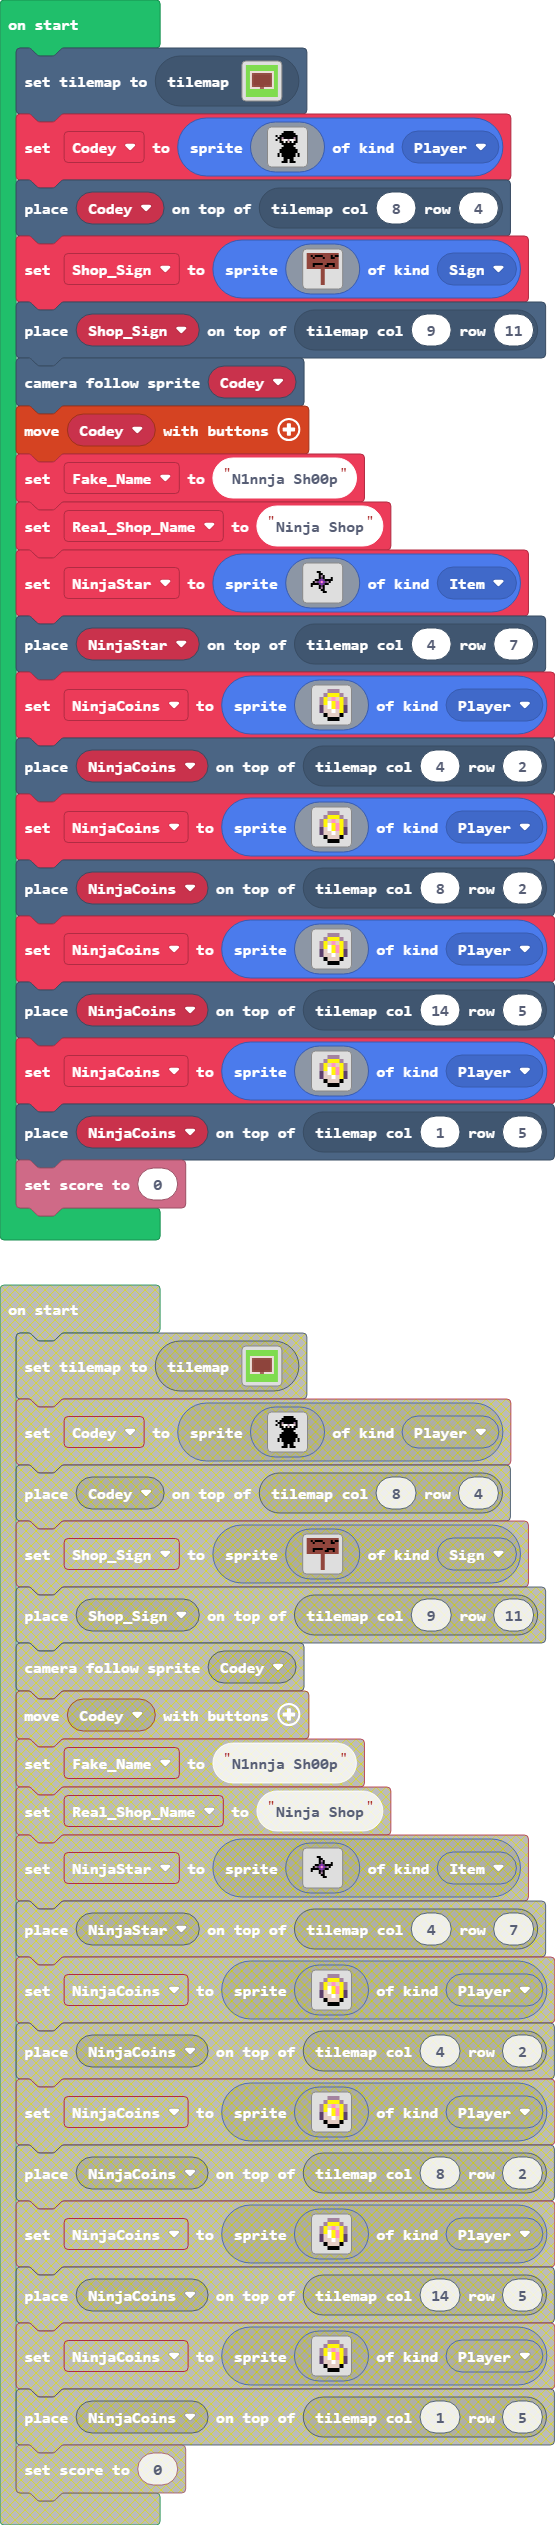 on start
set tilemap to tilemap
set Codey to sprite of kind Player
place Codey on top of tilemap col 8 row 4
set Shop_Sign to sprite of kind Sign
place Shop_Sign on top of tilemap col 9 row 11
camera follow sprite Codey
move Codey with buttons
set Fake_Name to "N1nnja Sh00p"
set Real_Shop_Name to "Ninja Shop"
set NinjaStar to sprite of kind Item
place NinjaStar on top of tilemap col 4 row 7
set NinjaCoins to sprite of kind Player
place NinjaCoins on top of tilemap col 4 row 2
set NinjaCoins to sprite of kind Player
place NinjaCoins on top of tilemap col 8 row 2
set NinjaCoins to sprite of kind Player
place NinjaCoins on top of tilemap col 14 row 5
set NinjaCoins to sprite of kind Player
place NinjaCoins on top of tilemap col 1 row 5
set score to 0
on start
set tilemap to tilemap
set Codey to sprite of kind Player
place Codey on top of tilemap col 8 row 4
set Shop_Sign to sprite of kind Sign
place Shop_Sign on top of tilemap col 9 row 11
camera follow sprite Codey
move Codey with buttons
set Fake_Name to "N1nnja Sh00p"
set Real_Shop_Name to "Ninja Shop"
set NinjaStar to sprite of kind Item
place NinjaStar on top of tilemap col 4 row 7
set NinjaCoins to sprite of kind Player
place NinjaCoins on top of tilemap col 4 row 2
set NinjaCoins to sprite of kind Player
place NinjaCoins on top of tilemap col 8 row 2
set NinjaCoins to sprite of kind Player
place NinjaCoins on top of tilemap col 14 row 5
set NinjaCoins to sprite of kind Player
place NinjaCoins on top of tilemap col 1 row 5
set score to 0